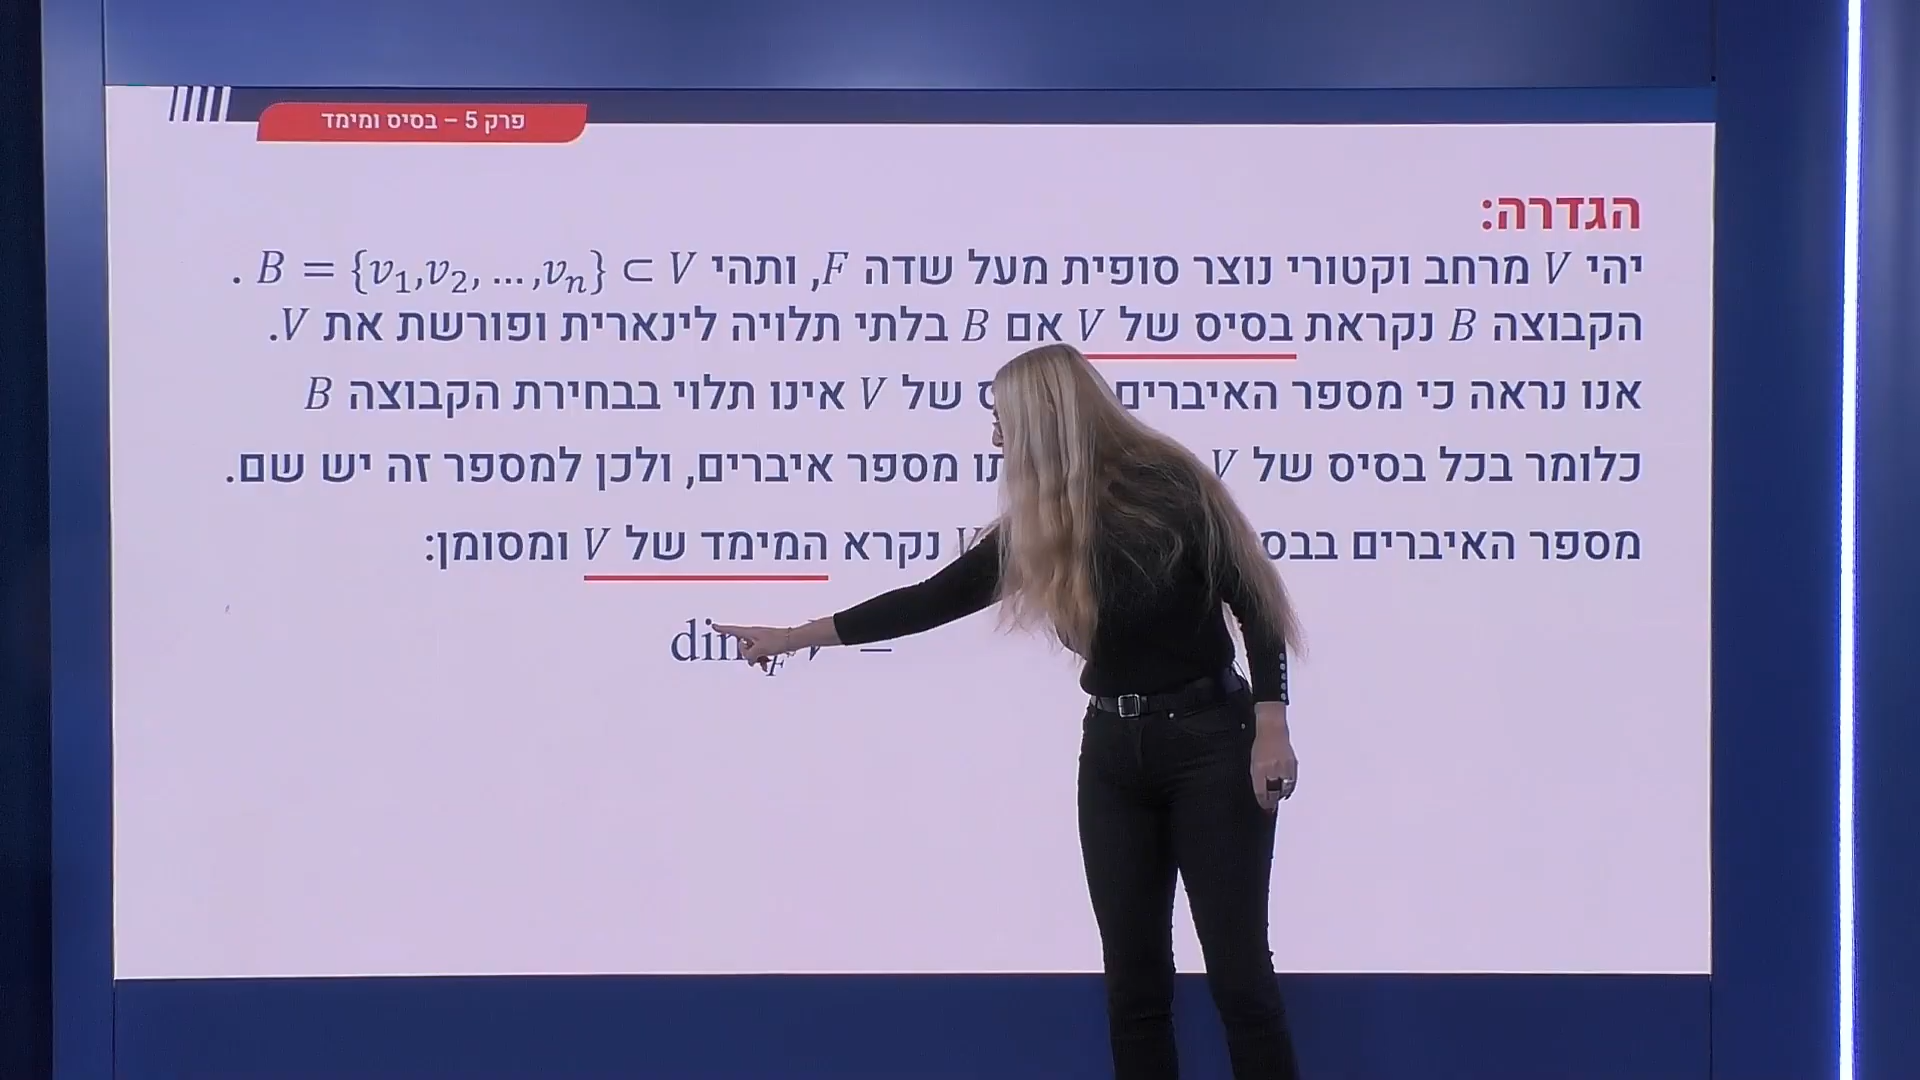 פרק 5 – בסיס ומימד
הגדרה:
יהי V מרחב וקטורי נוצר סופית מעל שדה F, ותהי B = {v₁,v₂, ...,vₙ} ⊂ V .
הקבוצה B נקראת בסיס של V אם B בלתי תלויה לינארית ופורשת את V.
אנו נראה כי מספר האיברים של V אינו תלוי בבחירת הקבוצה B
כלומר בכל בסיס של V מספר איברים, ולכן למספר זה יש שם.
מספר האיברים V נקרא המימד של V ומסומן:
F =